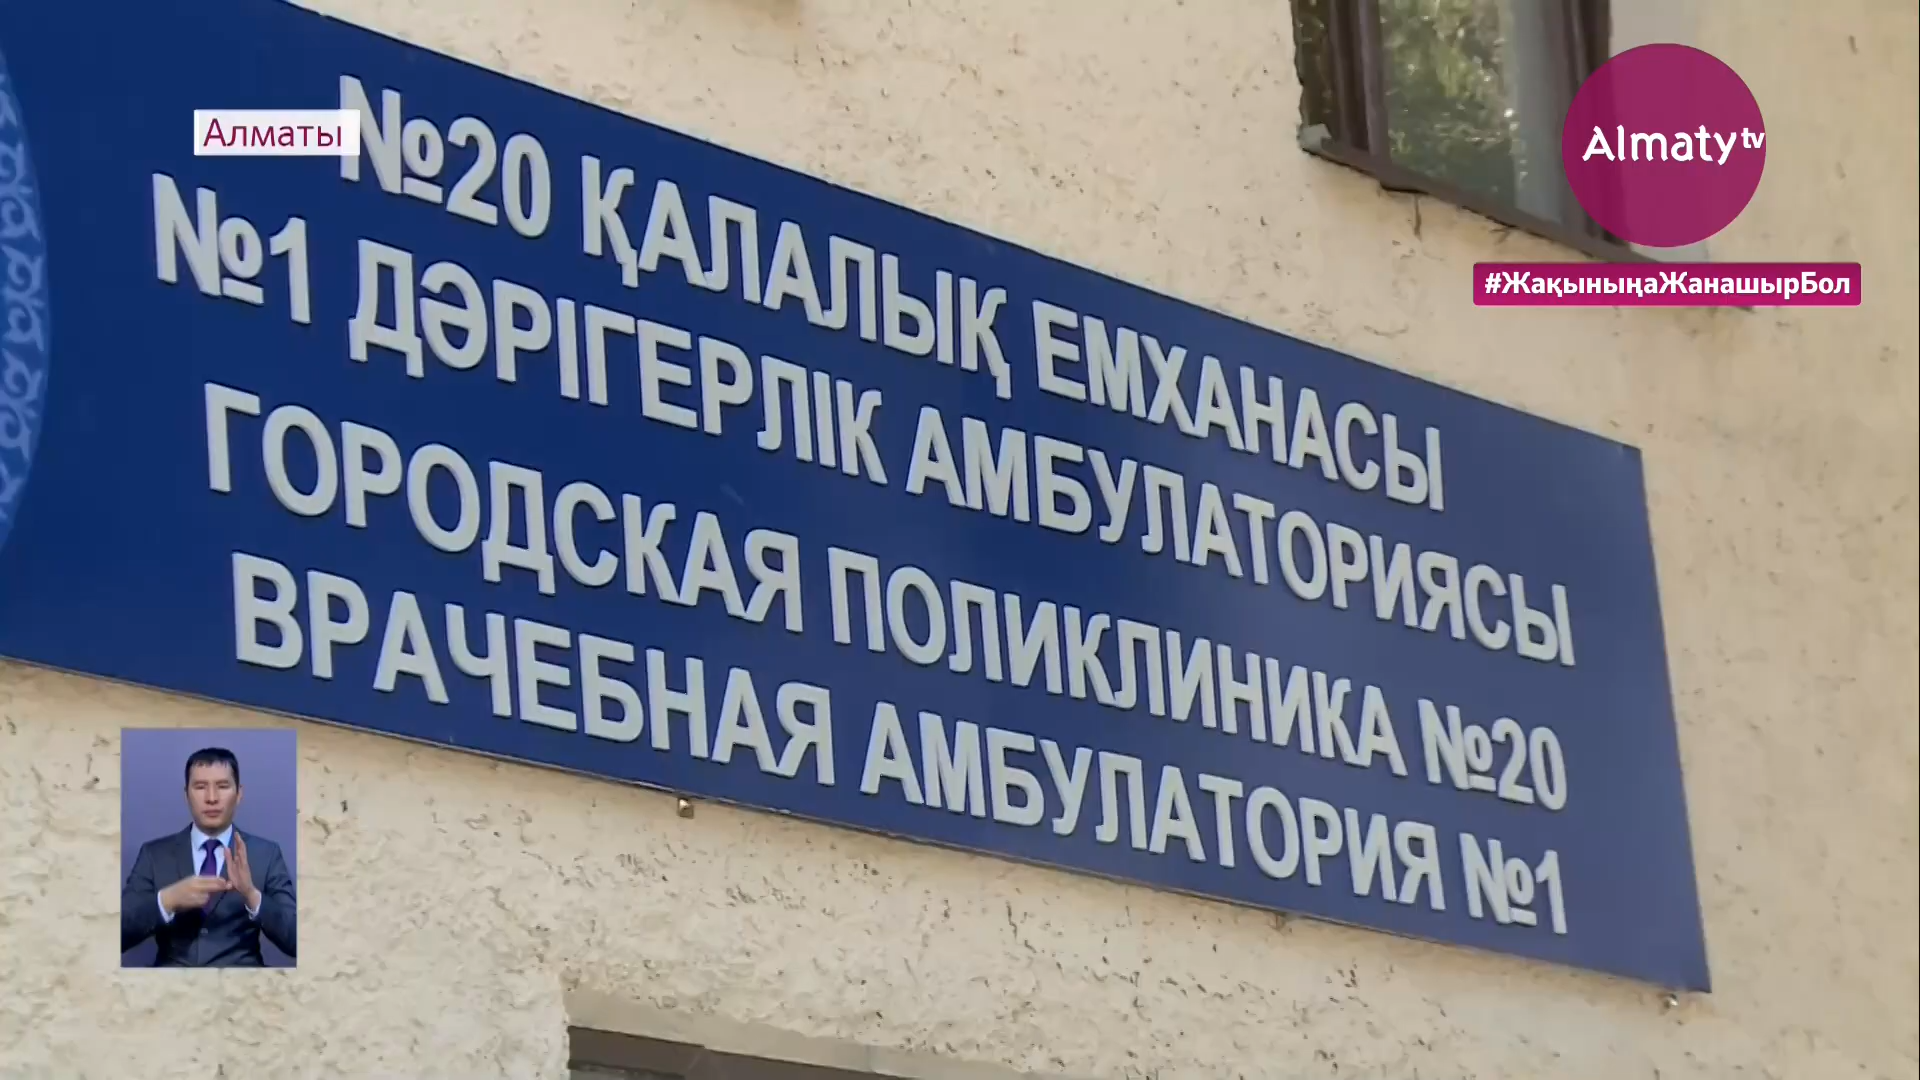 Алматы
Almaty tv
#ЖақыныңаЖанашырБол
№20 ҚАЛАЛЫҚ ЕМХАНАСЫ
№1 ДӘРІГЕРЛІК АМБУЛАТОРИЯСЫ
ГОРОДСКАЯ ПОЛИКЛИНИКА №20
ВРАЧЕБНАЯ АМБУЛАТОРИЯ №1